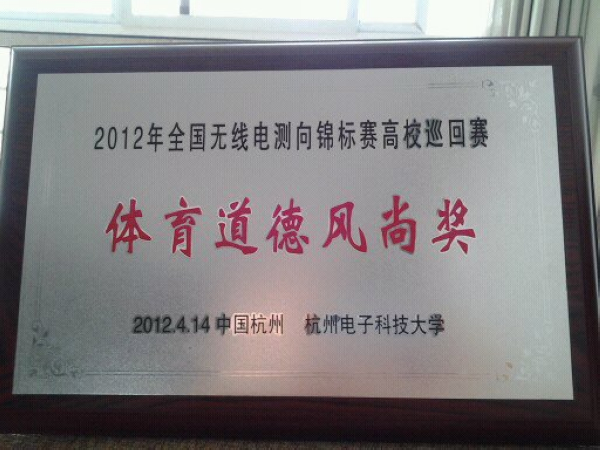 2012年全国无线电测向锦标赛高校巡回赛
体育道德风尚奖
2012.4.14 中国杭州 杭州电子科技大学